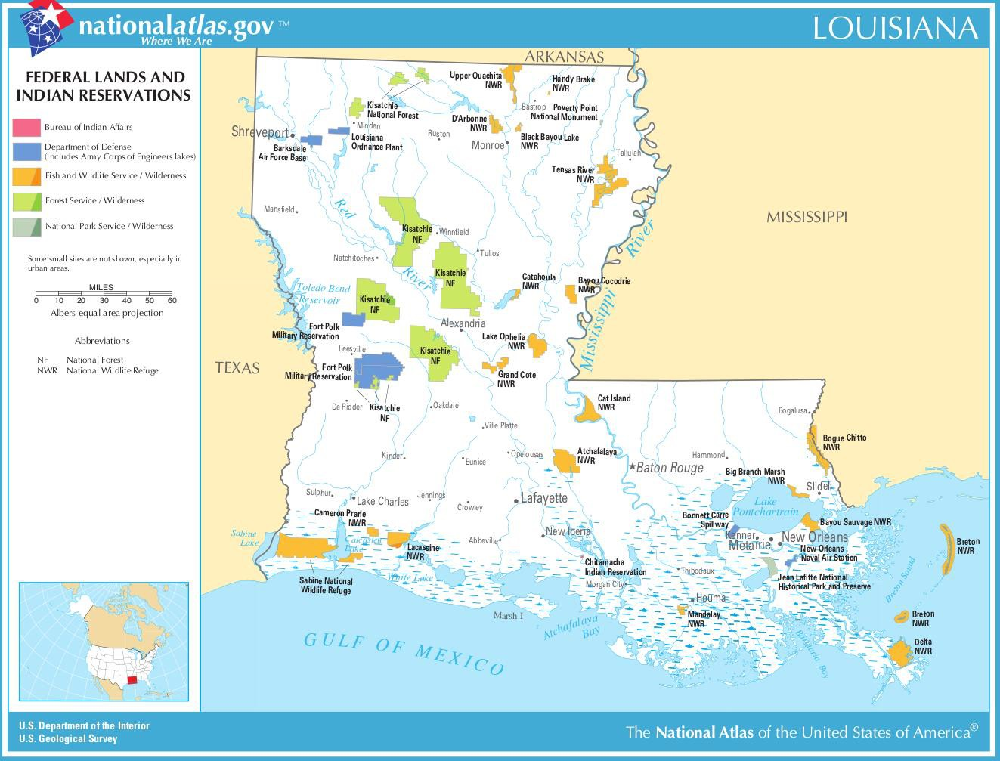 nationalatlas.gov ™
Where We Are
LOUISIANA
FEDERAL LANDS AND
INDIAN RESERVATIONS
Bureau of Indian Affairs
Department of Defense
(includes Army Corps of Engineers lakes)
Fish and Wildlife Service / Wilderness
Forest Service / Wilderness
National Park Service / Wilderness
Some small sites are not shown, especially in
urban areas.
MILES
0 10 20 30 40 50 60
Albers equal area projection
Abbreviations
NF National Forest
NWR National Wildlife Refuge
ARKANSAS
MISSISSIPPI
TEXAS
Upper Ouachita
NWR
Handy Brake
NWR
Kisatchie
National Forest
Bastrop
Poverty Point
National Monument
D'Arbonne
NWR
Minden
Shreveport
Louisiana
Ordnance Plant
Ruston
Monroe
Black Bayou Lake
NWR
Barksdale
Air Force Base
Tallulah
Tensas River
NWR
Mansfield
Red
River
Kisatchie
NF
Winnfield
Mississippi
River
Natchitoches
Tullos
Kisatchie
NF
Catahoula
NWR
Bayou Cocodrie
NWR
Toledo Bend
Reservoir
Kisatchie
NF
Alexandria
Fort Polk
Military Reservation
Lake Ophelia
NWR
Leesville
Kisatchie
NF
Fort Polk
Military Reservation
Grand Cote
NWR
De Ridder
Kisatchie
NF
Oakdale
Cat Island
NWR
Bogalusa
Ville Platte
Bogue Chitto
NWR
Kinder
Eunice
Opelousas
Atchafalaya
NWR
Hammond
Baton Rouge
Big Branch Marsh
NWR
Slidell
Sulphur
Lake Charles
Jennings
Crowley
Lafayette
Lake
Pontchartrain
Cameron Prarie
NWR
Bonnett Carre
Spillway
Bayou Sauvage NWR
Sabine
Lake
Calcasieu
Lake
Lacassine
NWR
Abbeville
New Iberia
Kenner
Metairie
New Orleans
New Orleans
Naval Air Station
Breton
NWR
Chitamacha
Indian Reservation
Thibodaux
Jean Lafitte National
Historical Park and Preserve
Sabine National
Wildlife Refuge
White Lake
Morgan City
Breton Sound
Houma
Marsh I
Mandalay
NWR
Breton
NWR
Atchafalaya
Bay
Barataria Bay
Delta
NWR
GULF OF MEXICO
U.S. Department of the Interior
U.S. Geological Survey
The National Atlas of the United States of America®